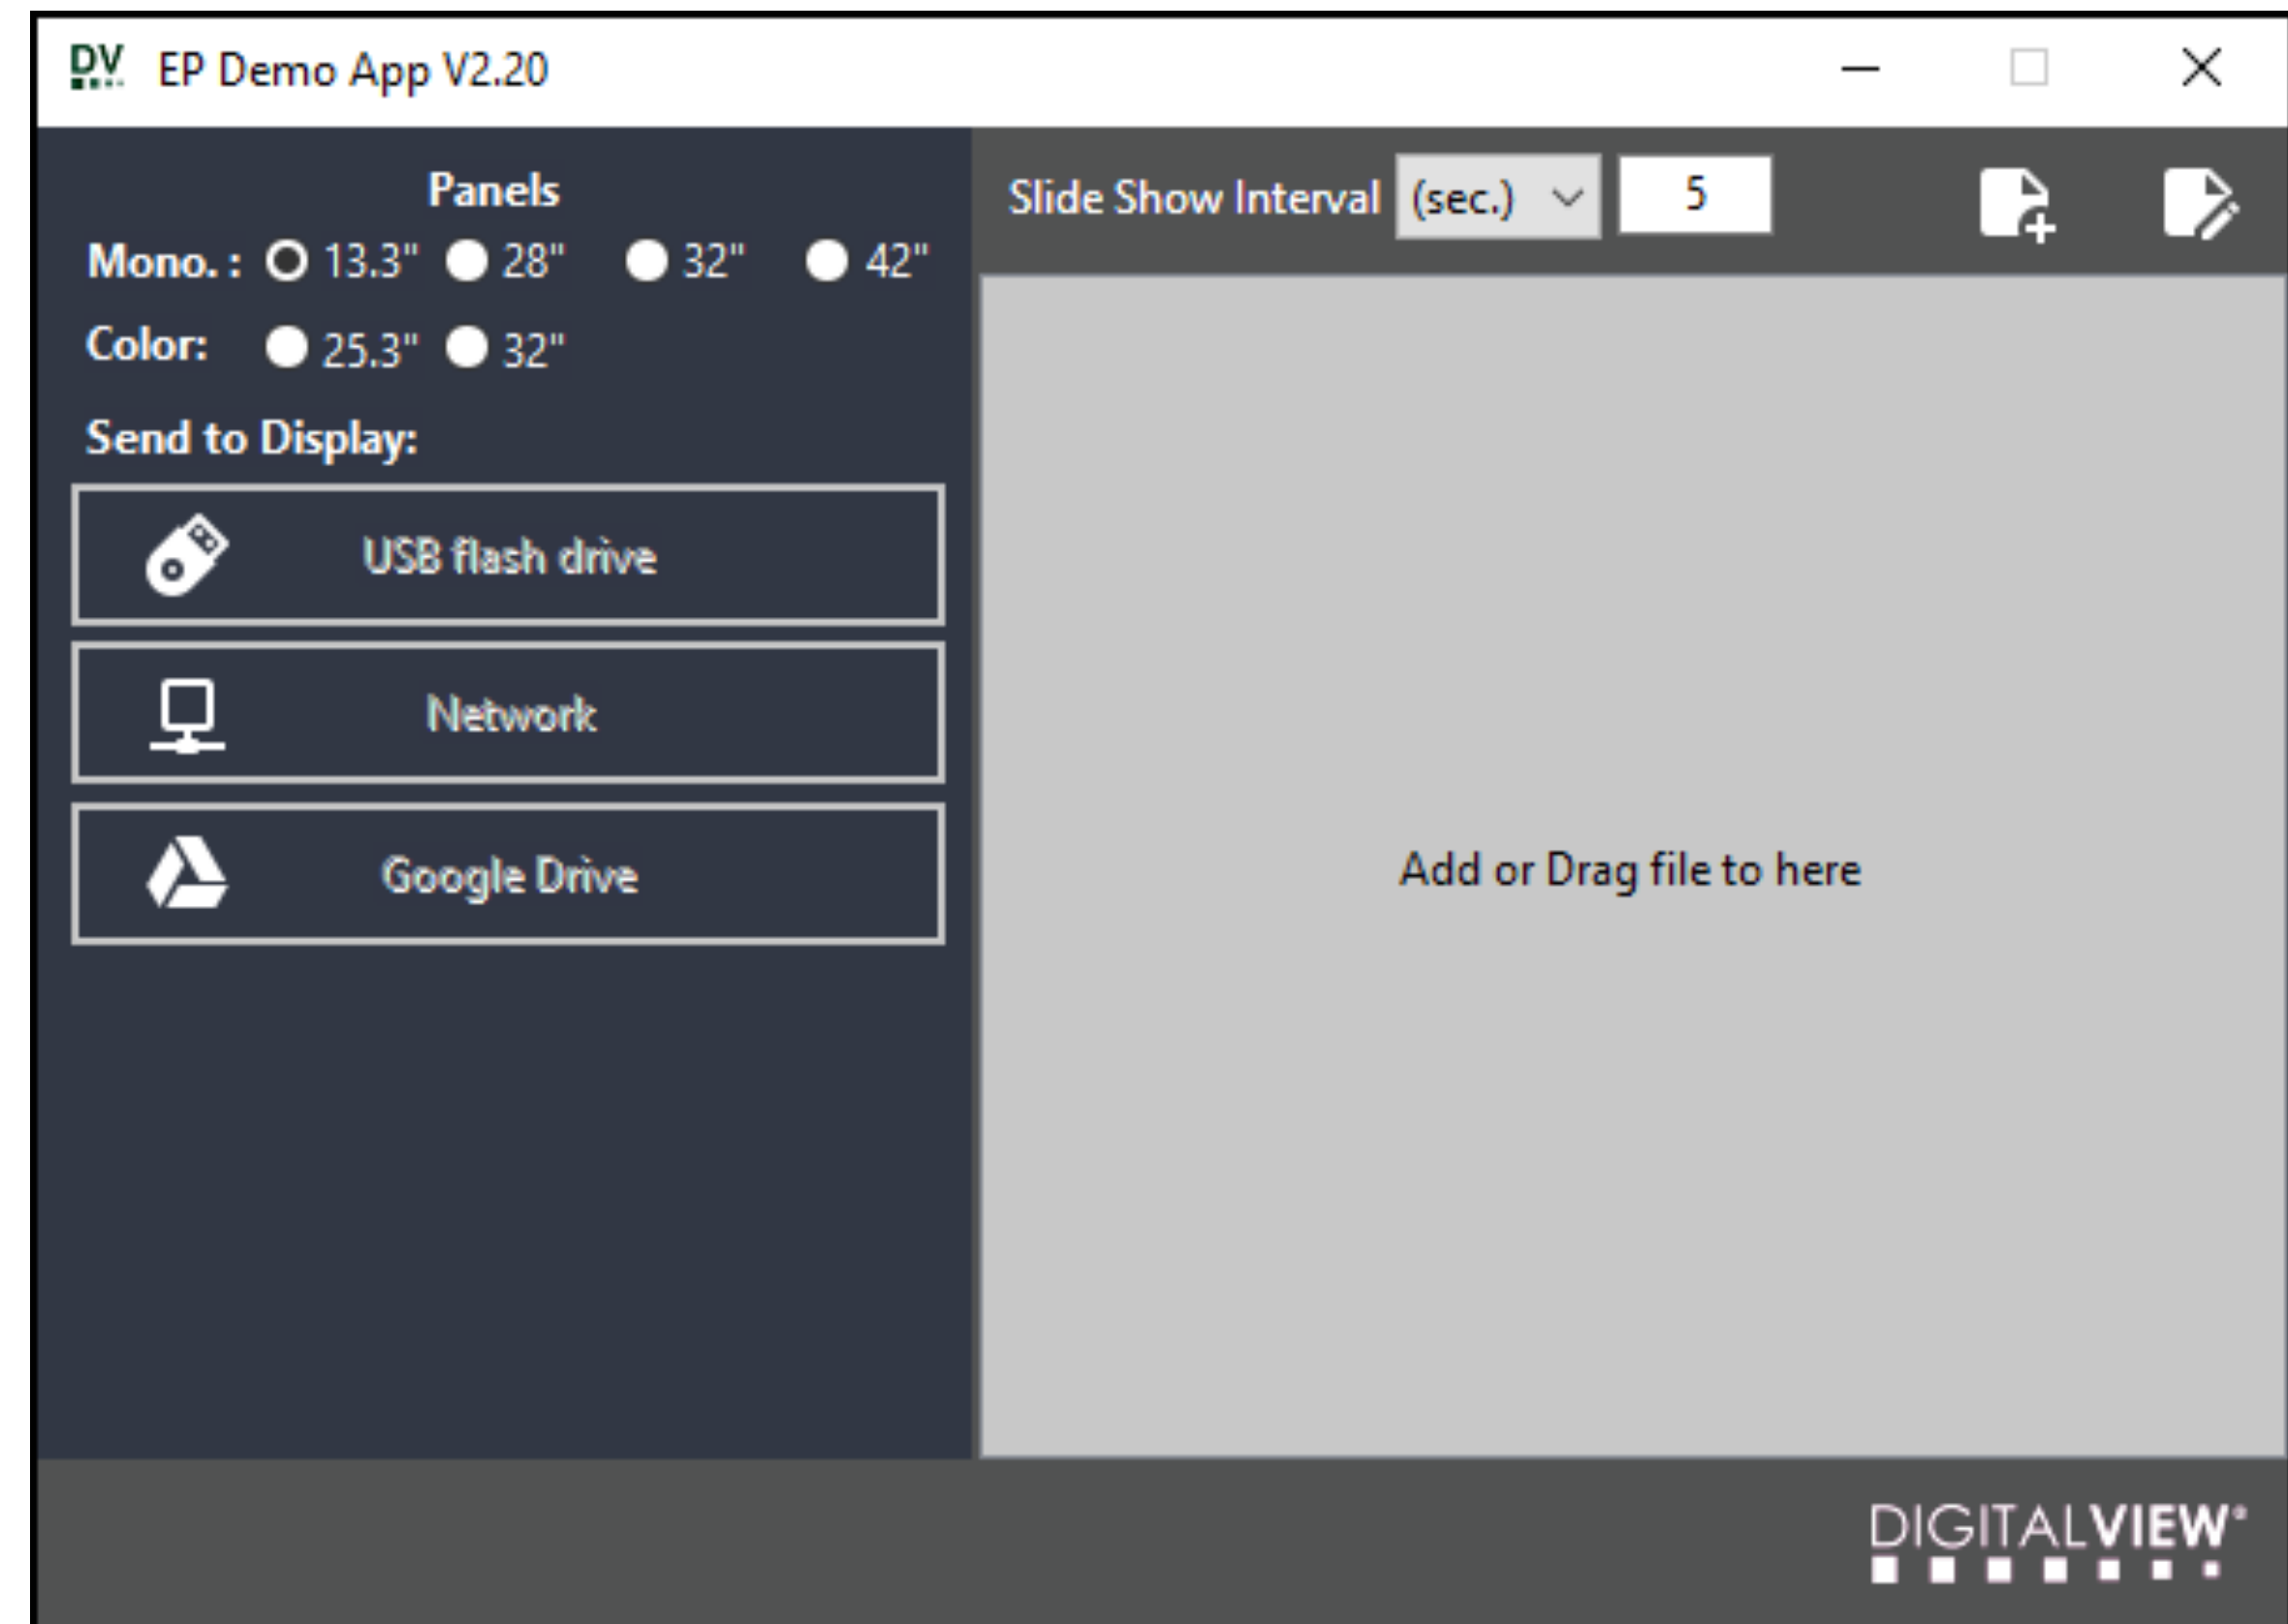 DV EP Demo App V2.20
Panels
Mono. : 13.3" 28" 32" 42"
Color: 25.3" 32"
Send to Display:
USB flash drive
Network
Google Drive
Slide Show Interval (sec.) 5
Add or Drag file to here
DIGITALVIEW®